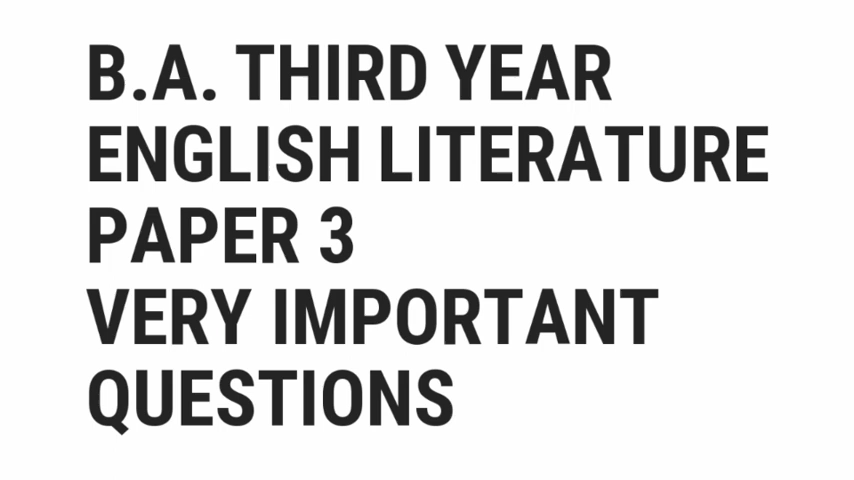 B.A. THIRD YEAR
ENGLISH LITERATURE
PAPER 3
VERY IMPORTANT
QUESTIONS